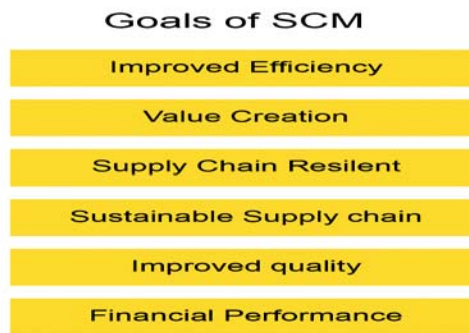 Goals of SCM
Improved Efficiency
Value Creation
Supply Chain Resilent
Sustainable Supply chain
Improved quality
Financial Performance